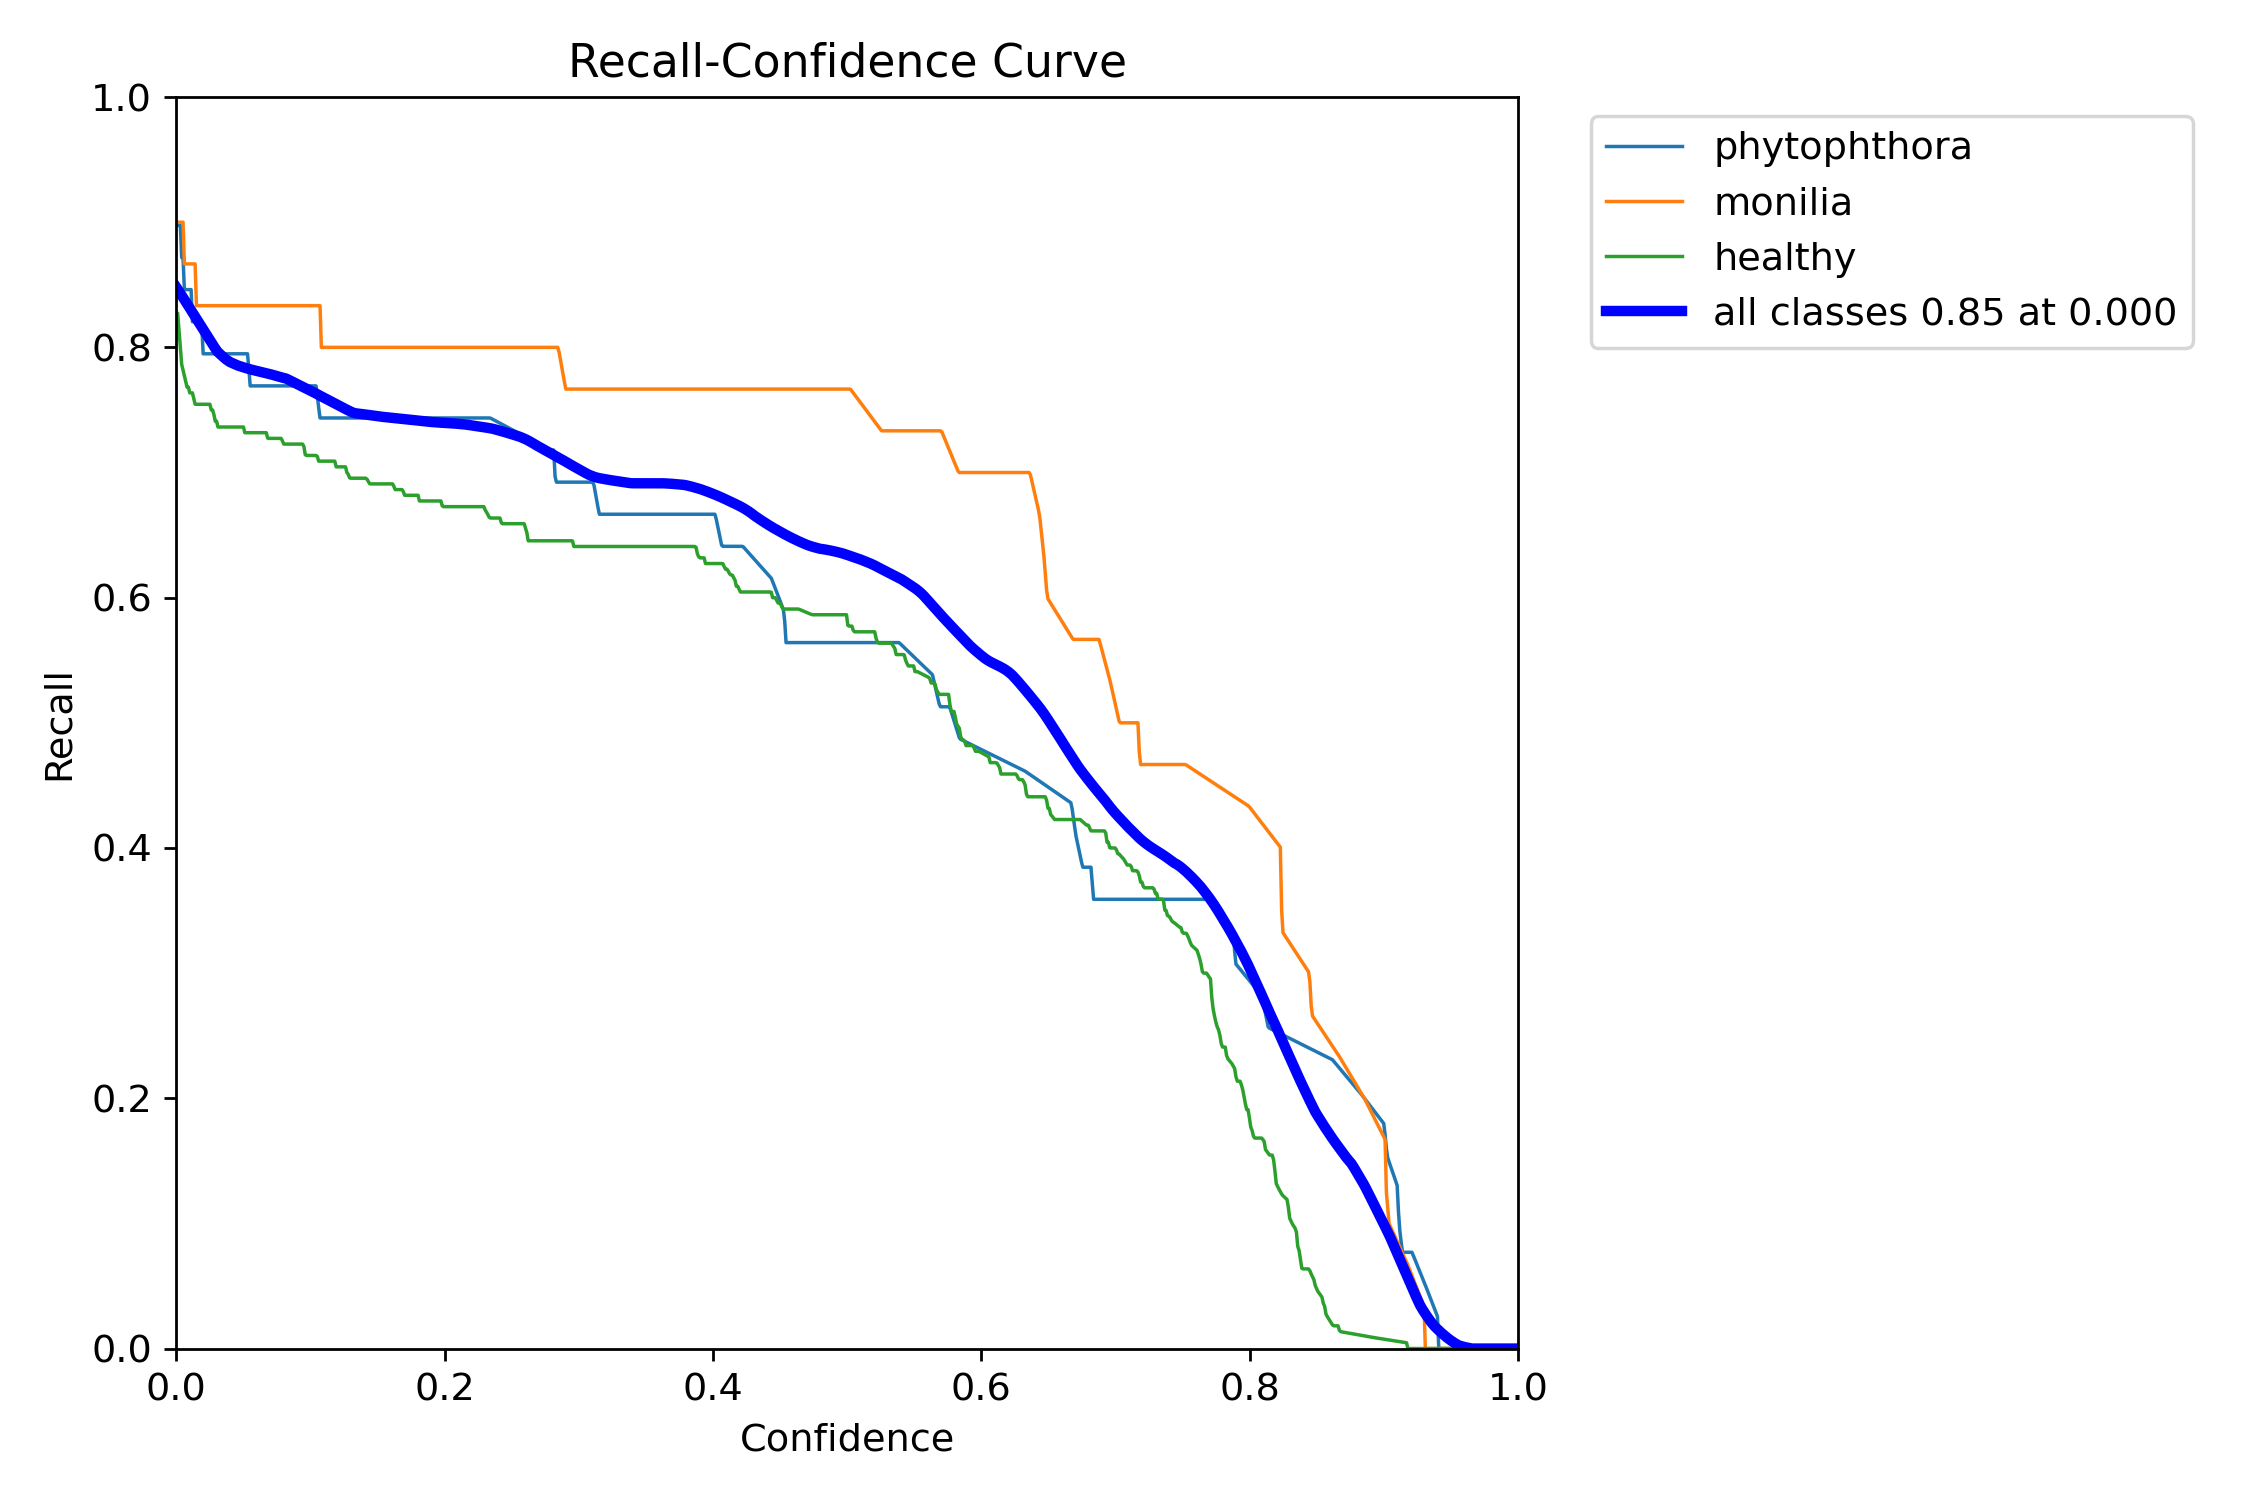 Recall-Confidence Curve
1.0
0.8
0.6
0.4
0.2
0.0
Recall
0.0 0.2 0.4 0.6 0.8 1.0
Confidence
phytophthora
monilia
healthy
all classes 0.85 at 0.000